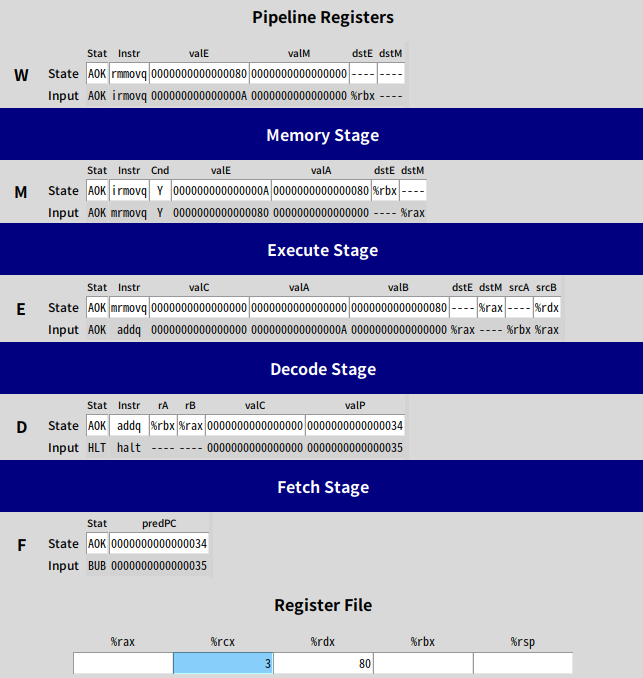 Pipeline Registers
Stat Instr valE valM dstE dstM
W State AOK rmmovq 0000000000000080 0000000000000000 ---- ----
Input AOK irmovq 000000000000000A 0000000000000000 %rbx ----
Memory Stage
Stat Instr Cnd valE valA dstE dstM
M State AOK irmovq Y 000000000000000A 0000000000000080 %rbx ----
Input AOK mrmovq Y 0000000000000080 0000000000000000 ---- %rax
Execute Stage
Stat Instr valC valA valB dstE dstM srcA srcB
E State AOK mrmovq 0000000000000000 0000000000000000 0000000000000080 ---- %rax ---- %rdx
Input AOK addq 0000000000000000 000000000000000A 0000000000000000 %rax ---- %rbx %rax
Decode Stage
Stat Instr rA rB valC valP
D State AOK addq %rbx %rax 0000000000000000 0000000000000034
Input HLT halt ---- ---- 0000000000000000 0000000000000035
Fetch Stage
Stat predPC
F State AOK 0000000000000034
Input BUB 0000000000000035
Register File
%rax %rcx %rdx %rbx %rsp
3 80